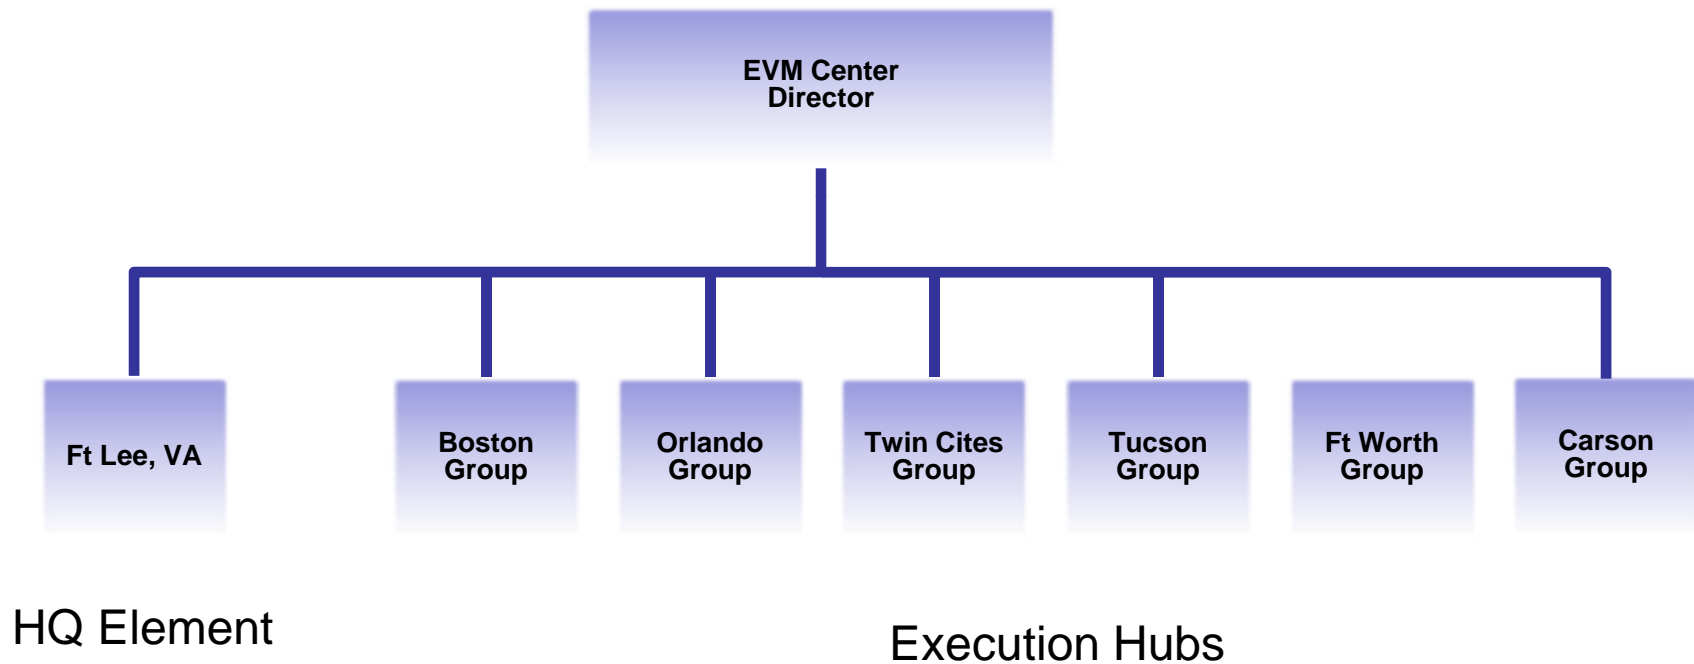 EVM Center
Director
Ft Lee, VA
Boston
Group
Orlando
Group
Twin Cites
Group
Tucson
Group
Ft Worth
Group
Carson
Group
HQ Element
Execution Hubs